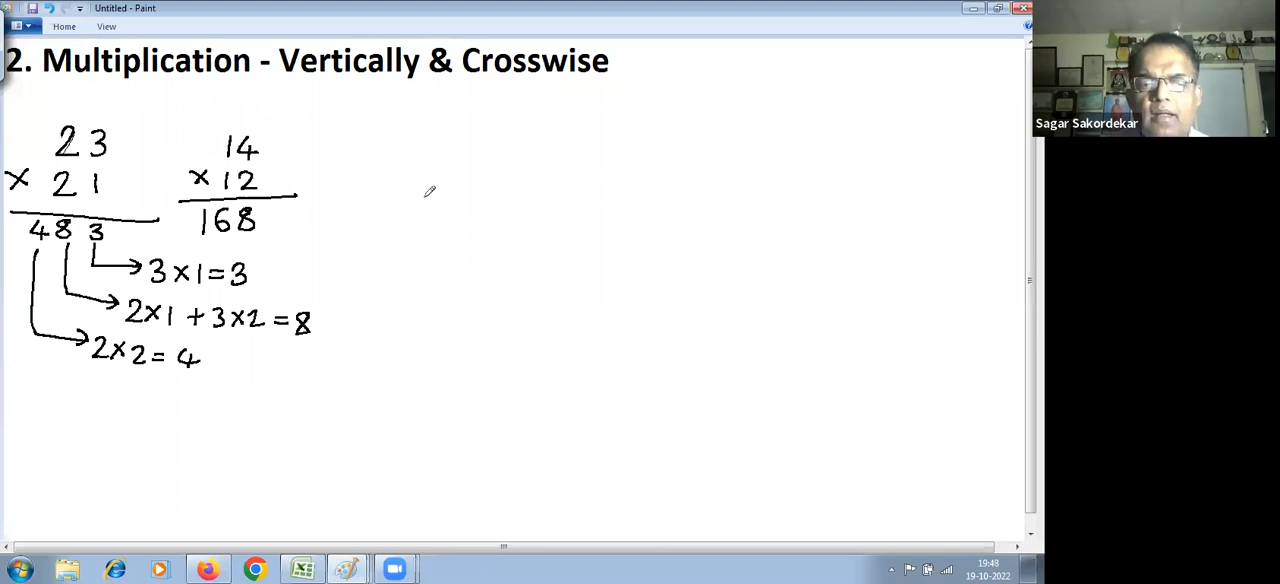 Untitled - Paint
Home View
2. Multiplication - Vertically & Crosswise
Sagar Sakordekar
23
× 21
483
3×1=3
2×1 + 3×2 = 8
2×2 = 4
14
× 12
168
19:48
19-10-2022